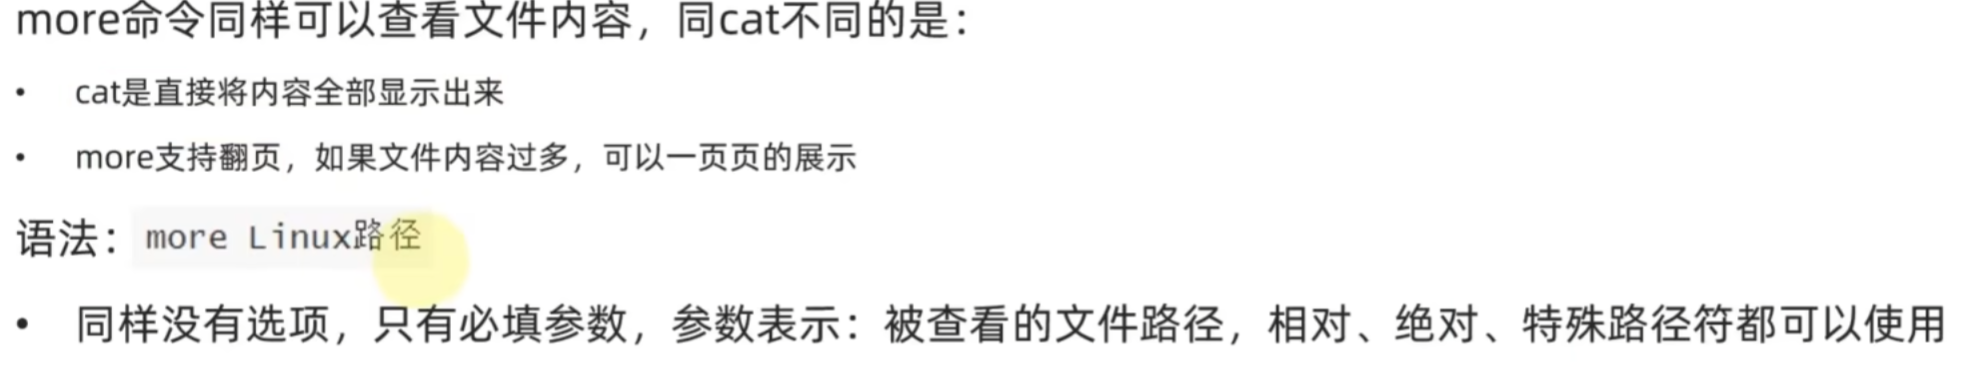 more命令同样可以查看文件内容，同cat不同的是：
• cat是直接将内容全部显示出来
• more支持翻页，如果文件内容过多，可以一页页的展示
语法：more Linux路径
• 同样没有选项，只有必填参数，参数表示：被查看的文件路径，相对、绝对、特殊路径符都可以使用